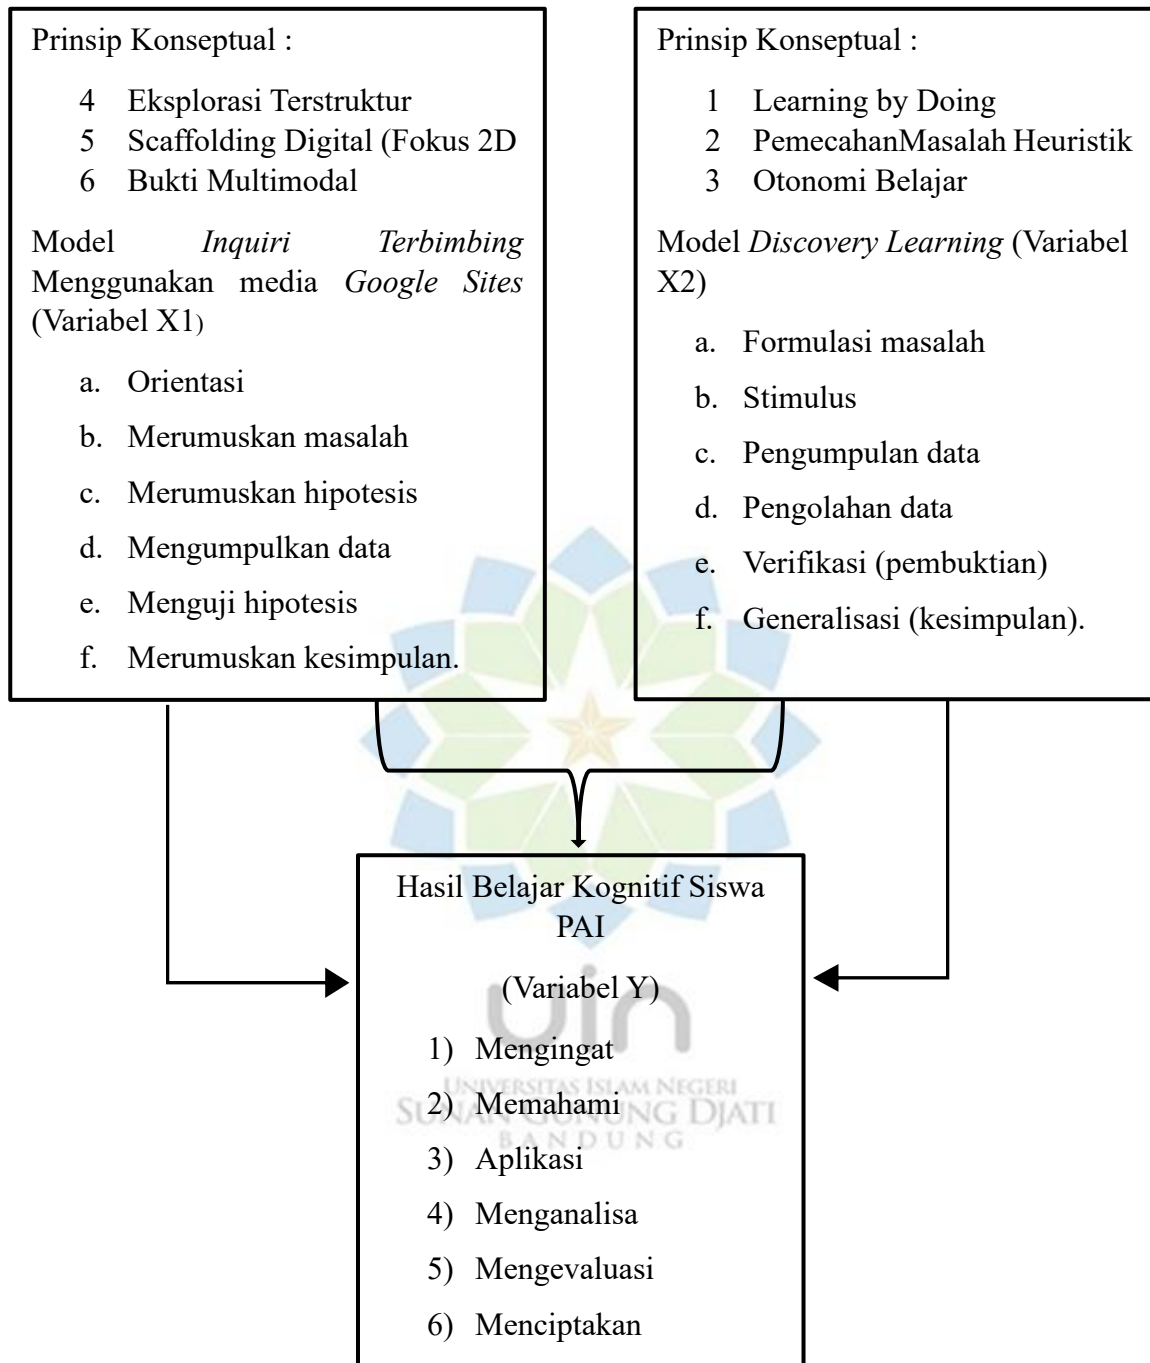 Prinsip Konseptual :
4 Eksplorasi Terstruktur
5 Scaffolding Digital (Fokus 2D
6 Bukti Multimodal
Model Inquiri Terbimbing
Menggunakan media Google Sites
(Variabel X1)
a. Orientasi
b. Merumuskan masalah
c. Merumuskan hipotesis
d. Mengumpulkan data
e. Menguji hipotesis
f. Merumuskan kesimpulan.
Prinsip Konseptual :
1 Learning by Doing
2 PemecahanMasalah Heuristik
3 Otonomi Belajar
Model Discovery Learning (Variabel
X2)
a. Formulasi masalah
b. Stimulus
c. Pengumpulan data
d. Pengolahan data
e. Verifikasi (pembuktian)
f. Generalisasi (kesimpulan).
Hasil Belajar Kognitif Siswa
PAI
(Variabel Y)
1) Mengingat
2) Memahami
3) Aplikasi
4) Menganalisa
5) Mengevaluasi
6) Menciptakan
uin
UNIVERSITAS ISLAM NEGERI
SUNAN GUNUNG DJATI
BANDUNG